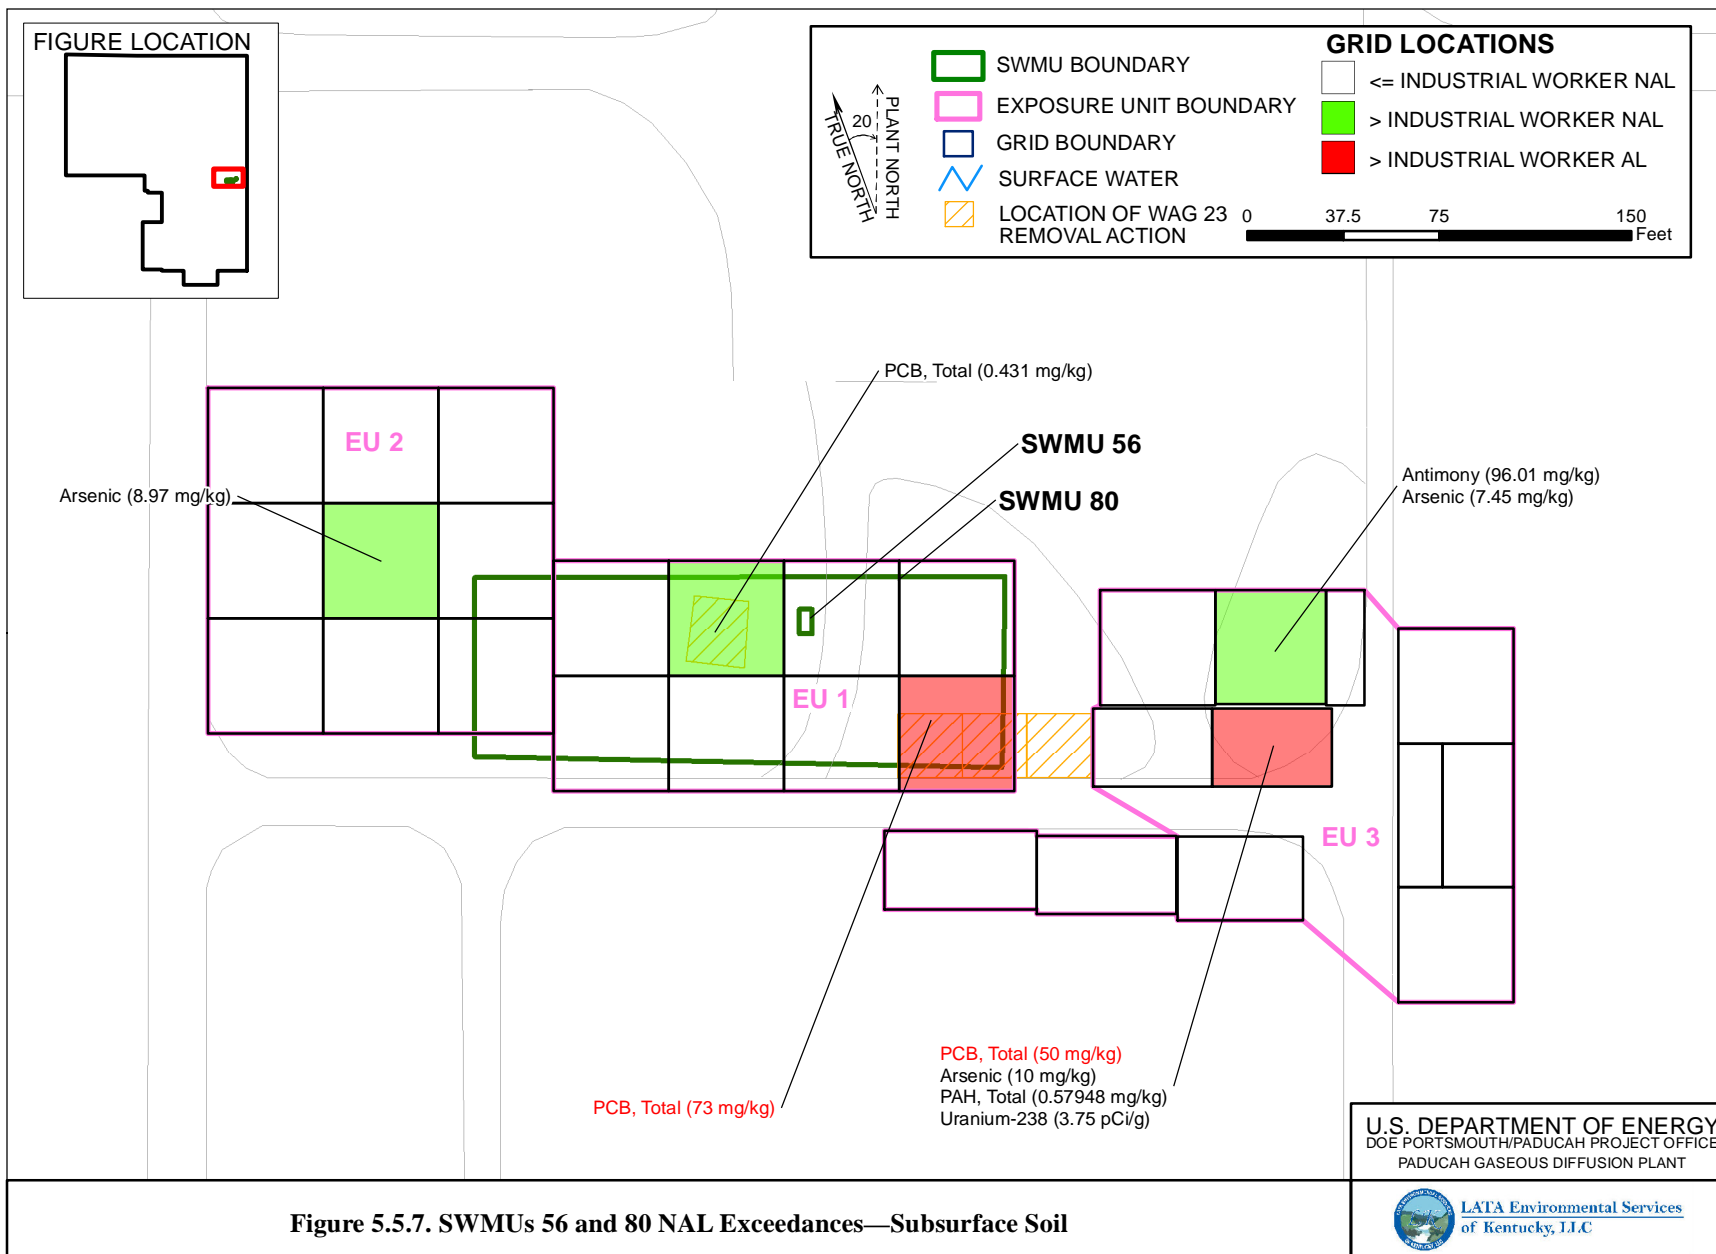 FIGURE LOCATION
SWMU BOUNDARY
EXPOSURE UNIT BOUNDARY
GRID BOUNDARY
SURFACE WATER
LOCATION OF WAG 23
REMOVAL ACTION
TRUE NORTH
20
PLANT NORTH
GRID LOCATIONS
<= INDUSTRIAL WORKER NAL
> INDUSTRIAL WORKER NAL
> INDUSTRIAL WORKER AL
0 37.5 75 150
Feet
PCB, Total (0.431 mg/kg)
EU 2
SWMU 56
Arsenic (8.97 mg/kg)
SWMU 80
Antimony (96.01 mg/kg)
Arsenic (7.45 mg/kg)
EU 1
EU 3
PCB, Total (73 mg/kg)
PCB, Total (50 mg/kg)
Arsenic (10 mg/kg)
PAH, Total (0.57948 mg/kg)
Uranium-238 (3.75 pCi/g)
U.S. DEPARTMENT OF ENERGY
DOE PORTSMOUTH/PADUCAH PROJECT OFFICE
PADUCAH GASEOUS DIFFUSION PLANT
Figure 5.5.7. SWMUs 56 and 80 NAL Exceedances—Subsurface Soil
LATA Environmental Services
of Kentucky, LLC